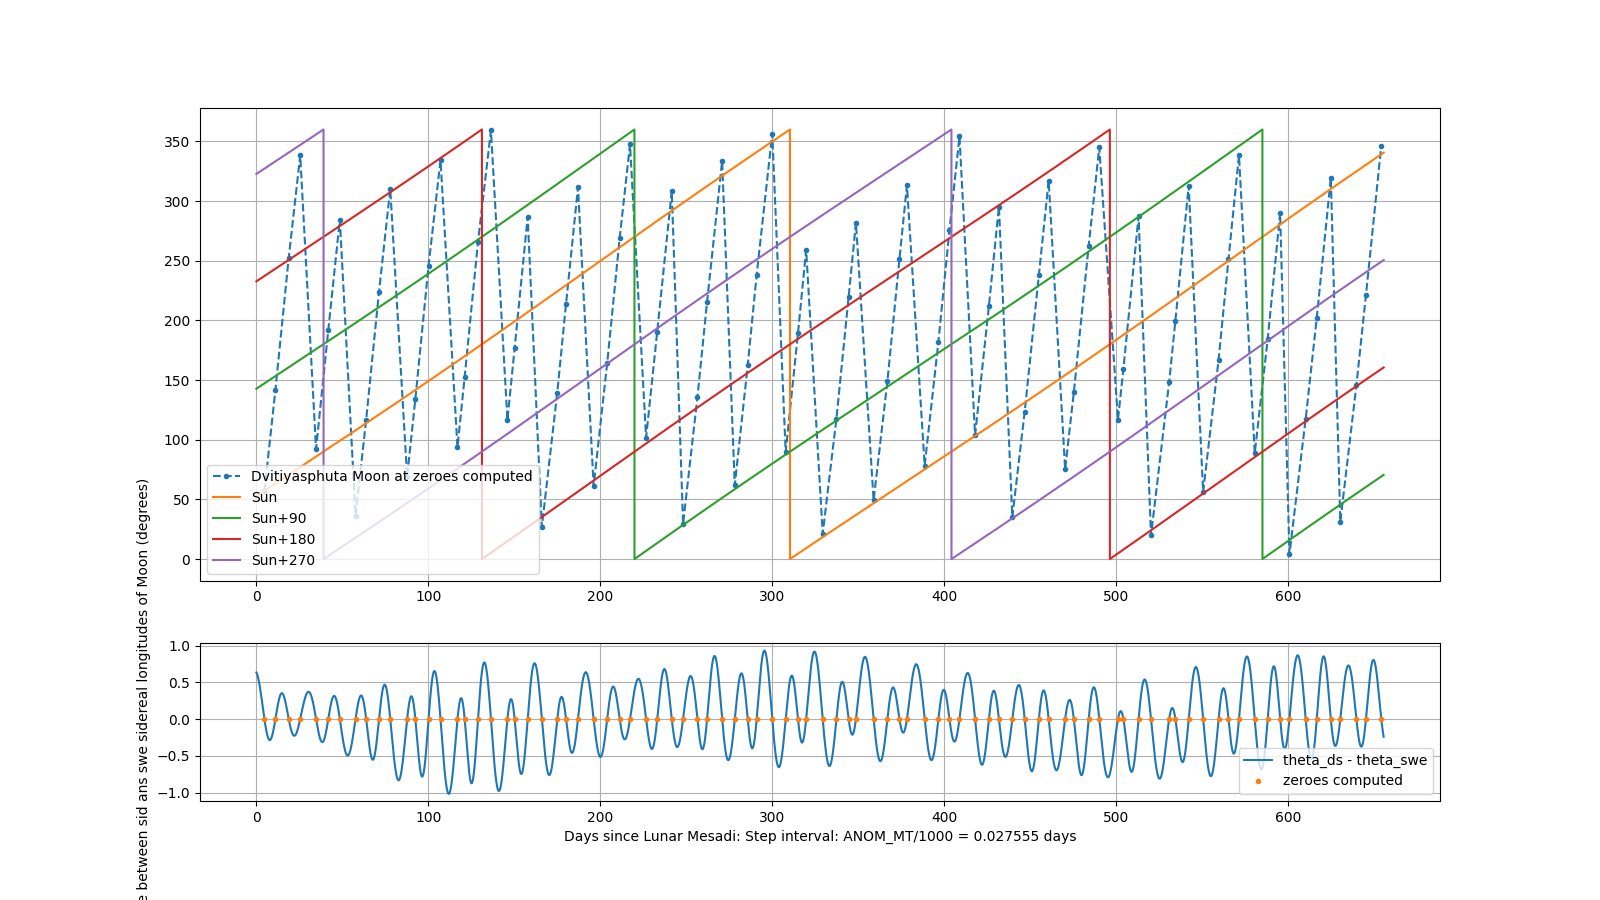 350
300
250
200
150
100
50
0
Dvitiyasphuta Moon at zeroes computed
Sun
Sun+90
Sun+180
Sun+270
0 100 200 300 400 500 600
e between sid ans swe sidereal longitudes of Moon (degrees)
1.0
0.5
0.0
−0.5
−1.0
theta_ds - theta_swe
zeroes computed
0 100 200 300 400 500 600
Days since Lunar Mesadi: Step interval: ANOM_MT/1000 = 0.027555 days